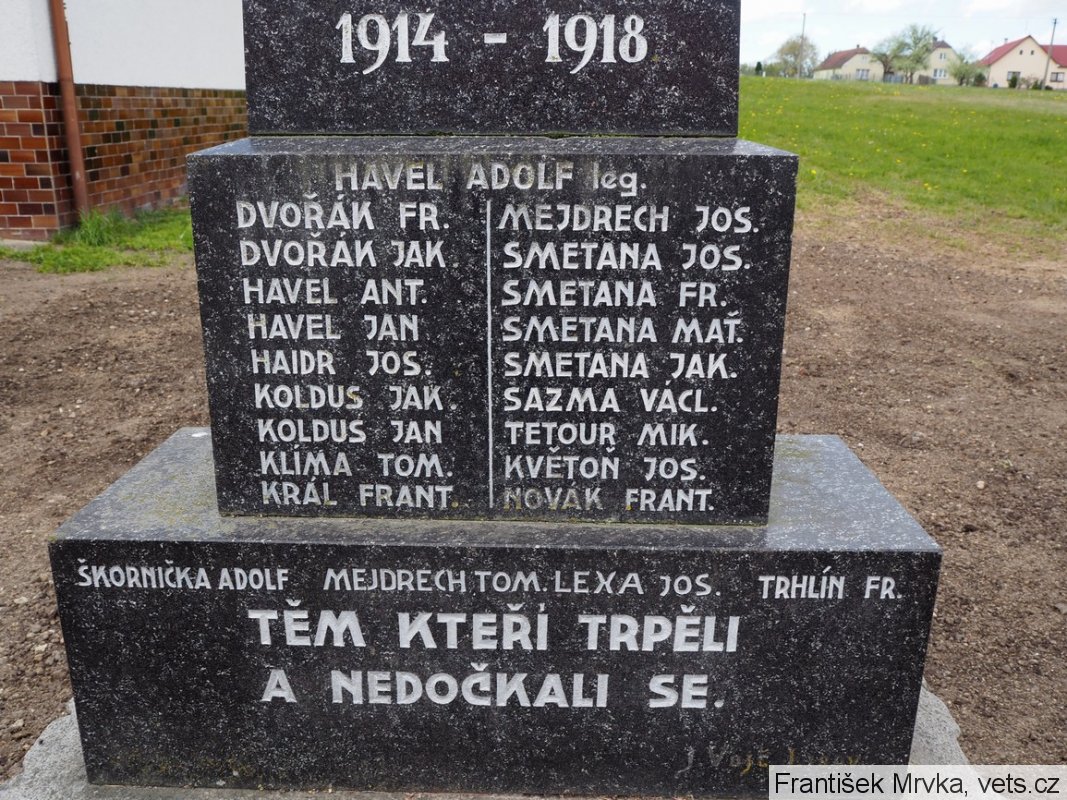 1914 - 1918
HAVEL ADOLF leg.
DVOŘÁK FR.
DVOŘÁK JAK.
HAVEL ANT.
HAVEL JAN
HAIDR JOS.
KOLDUS JAK.
KOLDUS JAN
KLÍMA TOM.
KRÁL FRANT.
MEJDRECH JOS.
SMETANA JOS.
SMETANA FR.
SMETANA MAŤ.
SMETANA JAK.
SAZMA VÁCL.
TETOUR MIK.
KVĚTOŇ JOS.
NOVÁK FRANT.
ŠKORNIČKA ADOLF MEJDRECH TOM. LEXA JOS. TRHLÍN FR.
TĚM KTEŘÍ TRPĚLI
A NEDOČKALI SE.
František Mrvka, vets.cz